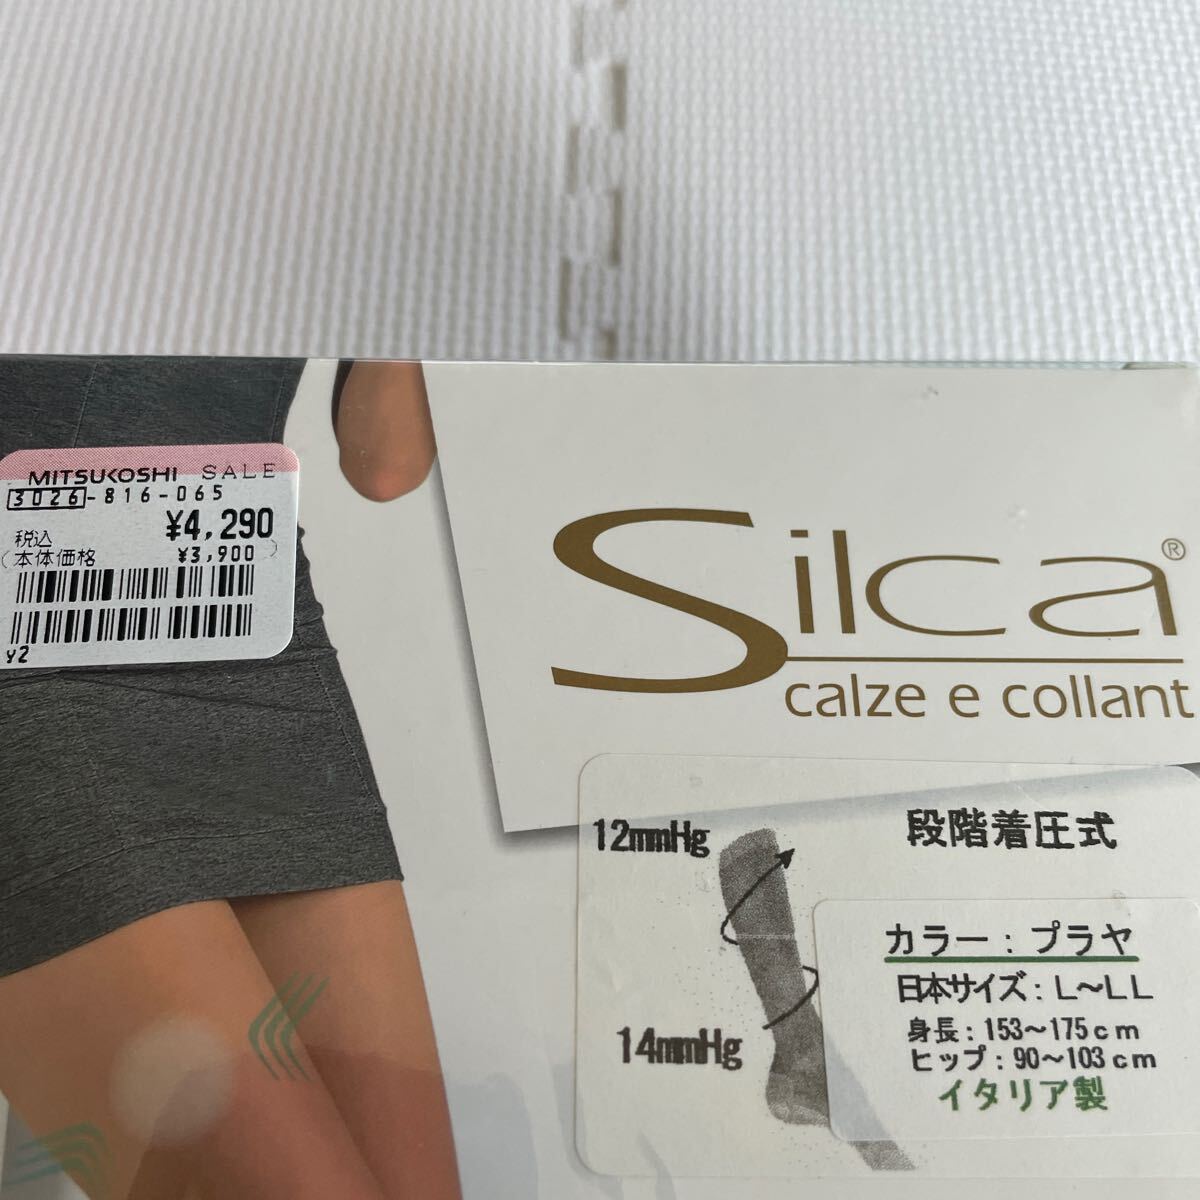 MITSUKOSHI SALE
3026-816-065
税込 ¥4,290
(本体価格 ¥3,900)
y2
Silca®
calze e collant
12mmHg
段階着圧式
カラー：プラヤ
日本サイズ：L～LL
身長：153～175cm
14mmHg
ヒップ：90～103cm
イタリア製